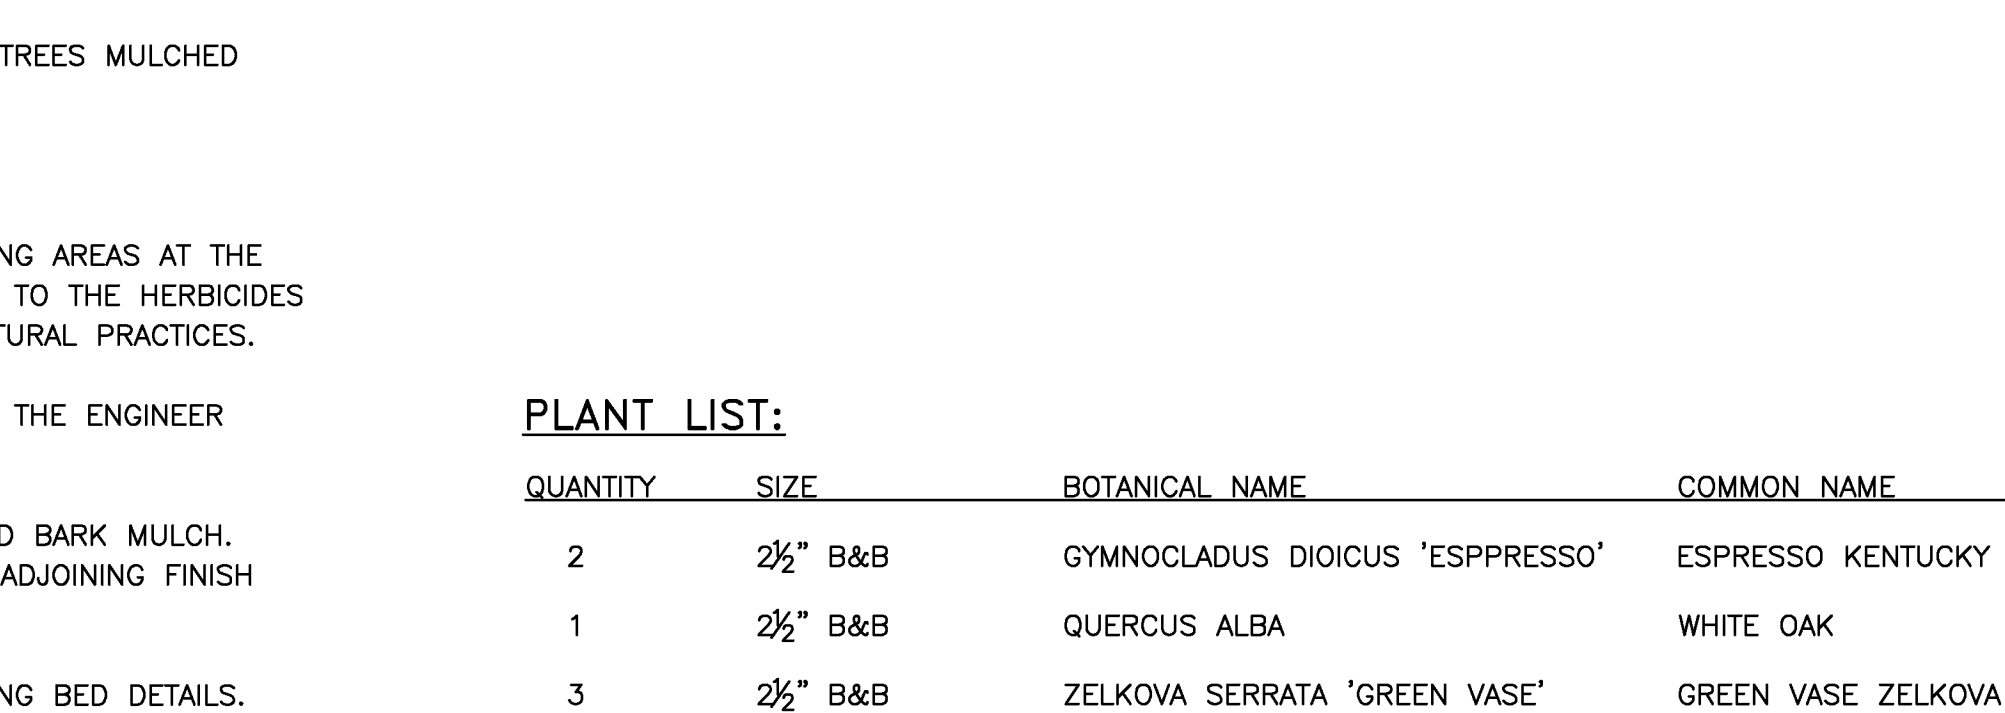 TREES MULCHED
NG AREAS AT THE
TO THE HERBICIDES
TURAL PRACTICES.
THE ENGINEER
D BARK MULCH.
ADJOINING FINISH
NG BED DETAILS.
PLANT LIST:
QUANTITY SIZE BOTANICAL NAME COMMON NAME
2 2½" B&B GYMNOCLADUS DIOICUS 'ESPPRESSO' ESPRESSO KENTUCKY
1 2½" B&B QUERCUS ALBA WHITE OAK
3 2½" B&B ZELKOVA SERRATA 'GREEN VASE' GREEN VASE ZELKOVA